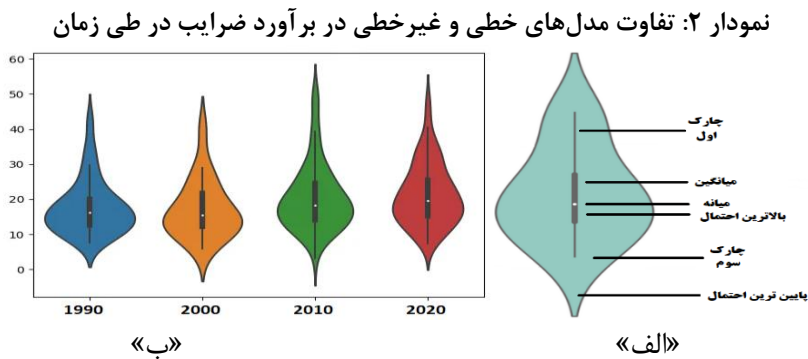 نمودار ۲: تفاوت مدل‌های خطی و غیرخطی در برآورد ضرایب در طی زمان
60
50
40
30
20
10
0
1990 2000 2010 2020
چارک
اول
میانگین
میانه
بالاترین احتمال
چارک
سوم
پایین ترین احتمال
«الف»
«ب»